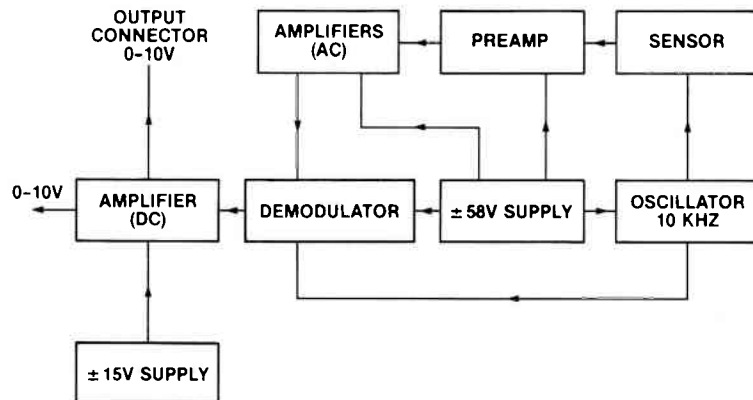 OUTPUT
CONNECTOR
0-10V
AMPLIFIERS
(AC)
PREAMP
SENSOR
0-10V
AMPLIFIER
(DC)
DEMODULATOR
±58V SUPPLY
OSCILLATOR
10 KHZ
±15V SUPPLY